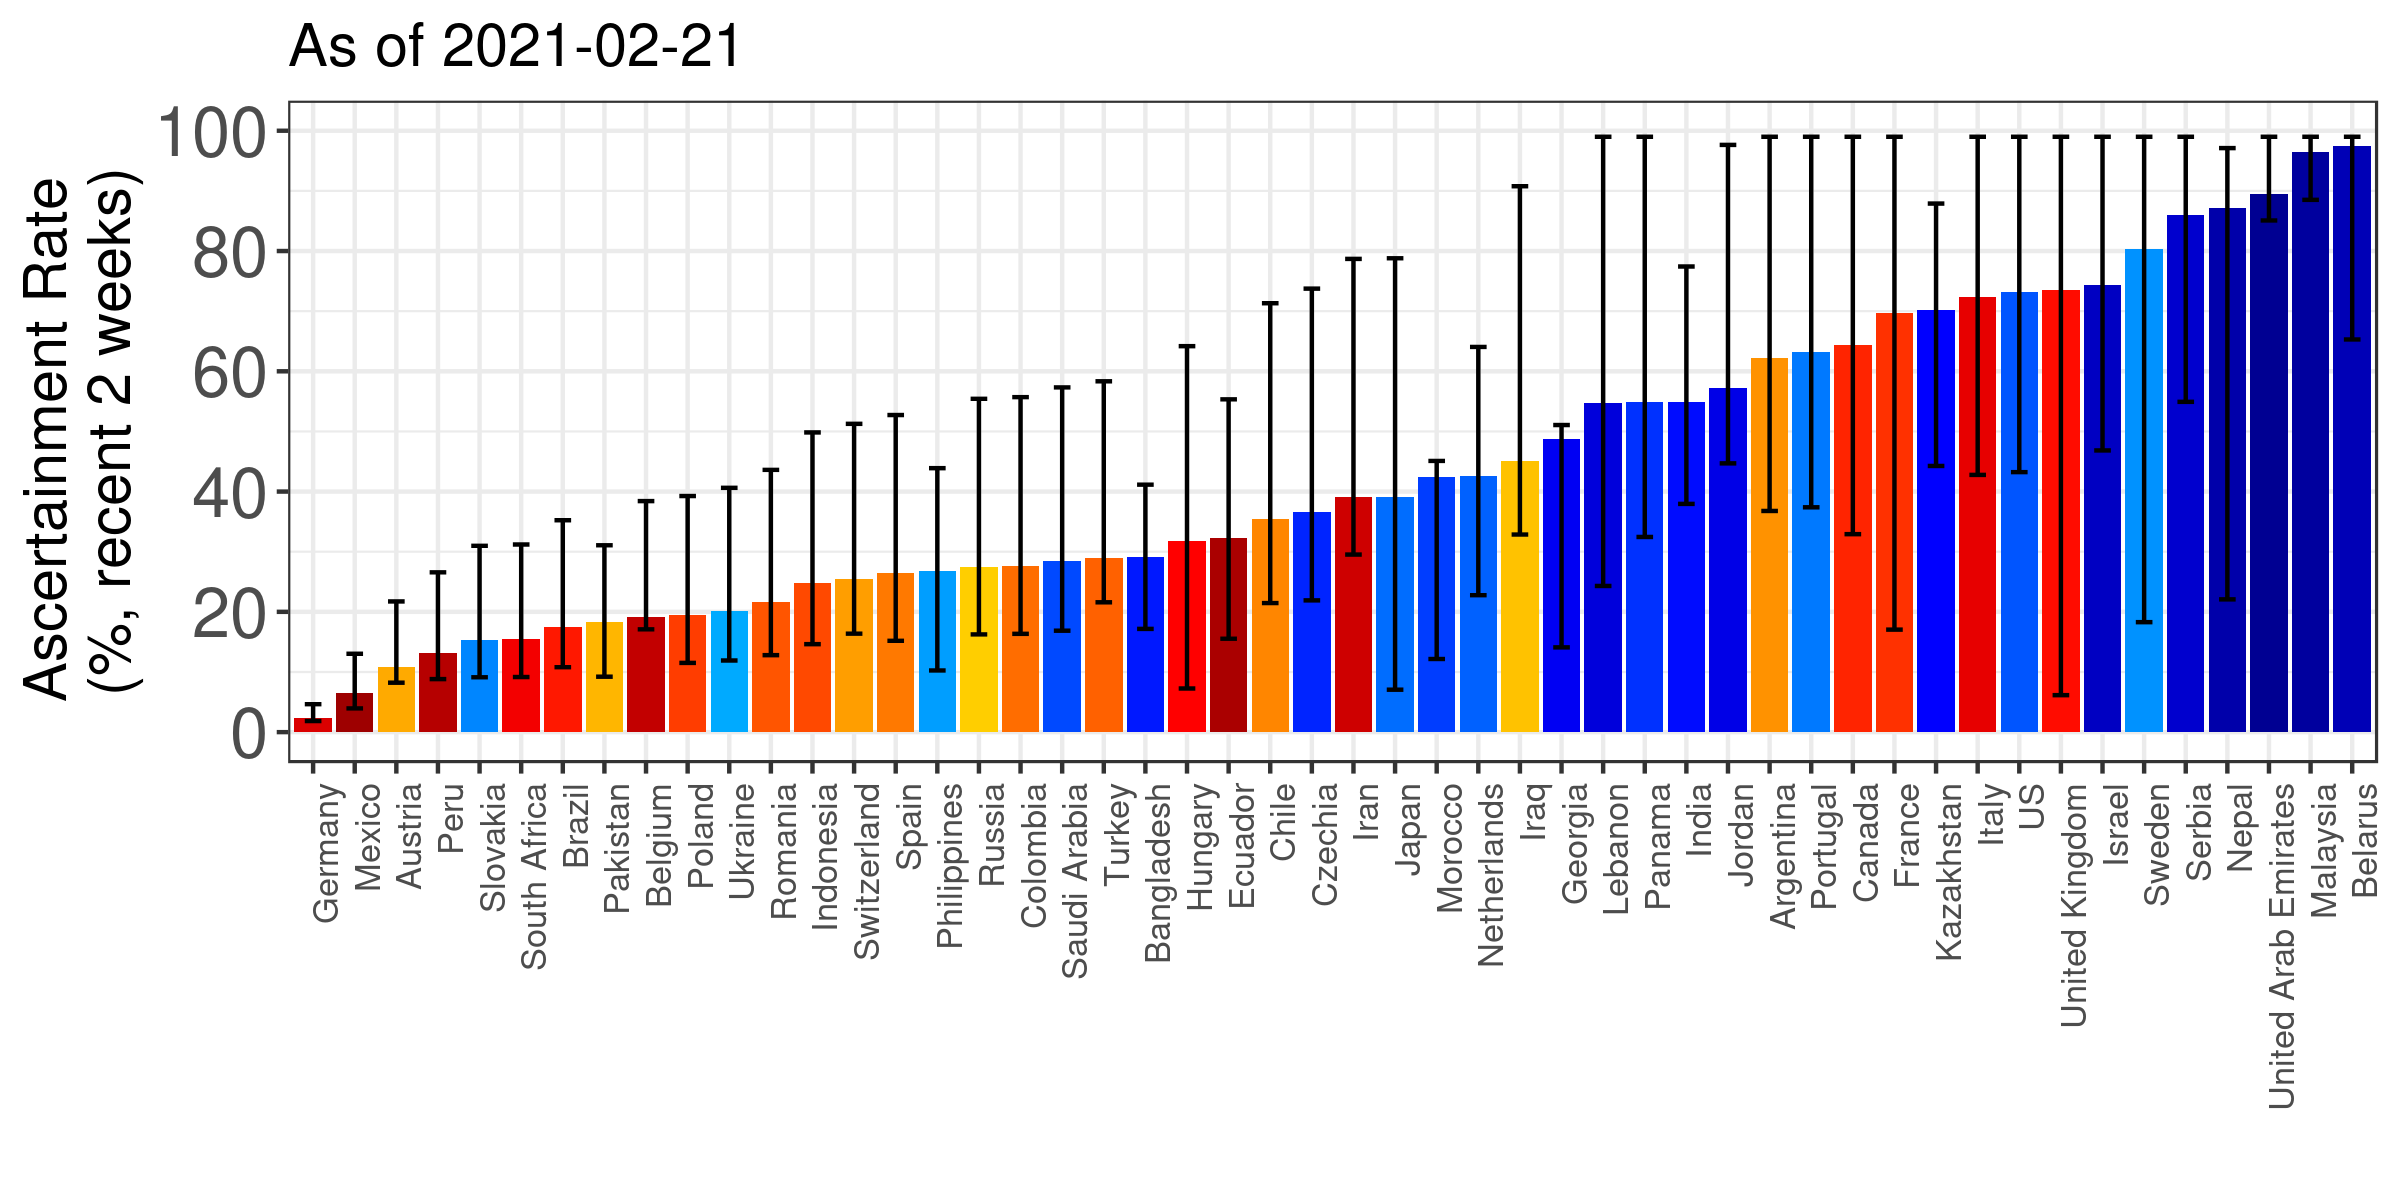 As of 2021-02-21
Ascertainment Rate
(%, recent 2 weeks)
100
80
60
40
20
0
Germany
Mexico
Austria
Peru
Slovakia
South Africa
Brazil
Pakistan
Belgium
Poland
Ukraine
Romania
Indonesia
Switzerland
Spain
Philippines
Russia
Colombia
Saudi Arabia
Turkey
Bangladesh
Hungary
Ecuador
Chile
Czechia
Iran
Japan
Morocco
Netherlands
Iraq
Georgia
Lebanon
Panama
India
Jordan
Argentina
Portugal
Canada
France
Kazakhstan
Italy
US
United Kingdom
Israel
Sweden
Serbia
Nepal
United Arab Emirates
Malaysia
Belarus